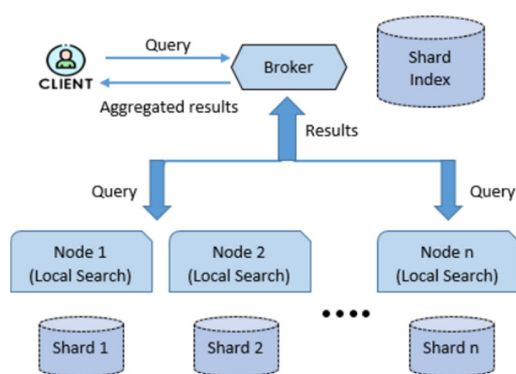 Query
CLIENT
Aggregated results
Broker
Shard
Index
Results
Query
Query
Node 1
(Local Search)
Node 2
(Local Search)
Node n
(Local Search)
Shard 1
Shard 2
Shard n